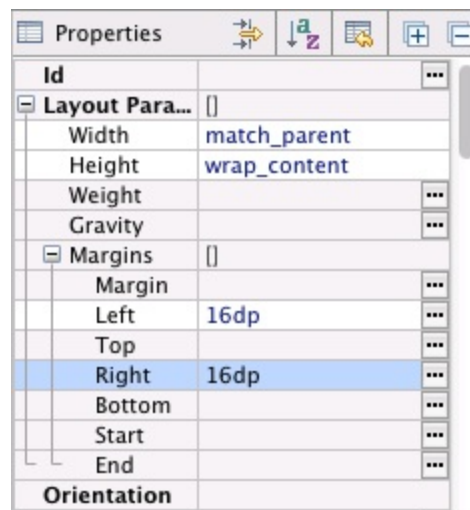 Properties
Id
Layout Para... []
Width match_parent
Height wrap_content
Weight
Gravity
Margins []
Margin
Left 16dp
Top
Right 16dp
Bottom
Start
End
Orientation